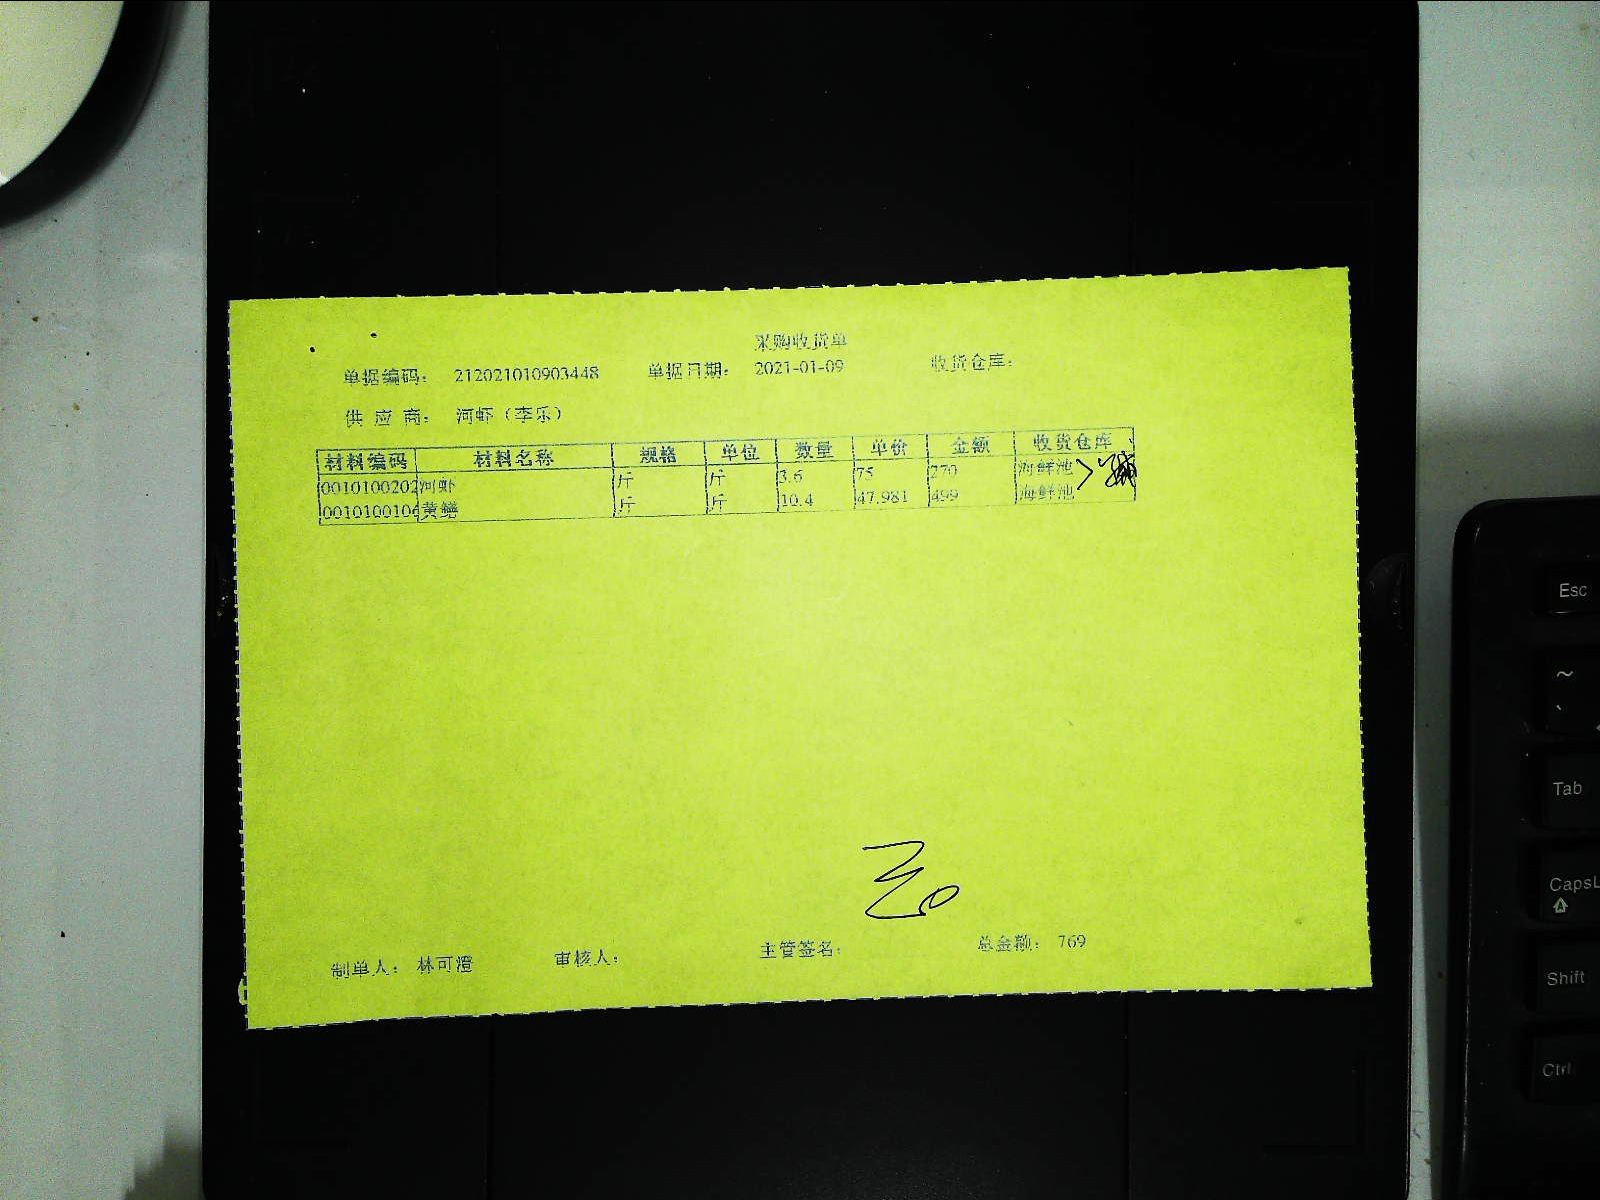 采购收货单
单据编码： 212021010903448 单据日期： 2021-01-09 收货仓库：
供 应 商： 河虾（李乐）
材料编码 材料名称 规格 单位 数量 单价 金额 收货仓库
0010100202 河虾 斤 斤 3.6 75 270 海鲜池
0010100106 黄鳝 斤 斤 10.4 47.981 499 海鲜池
制单人： 林可澄 审核人： 主管签名： 总金额： 769
Esc
~
`
Tab
CapsL
Shift
Ctrl